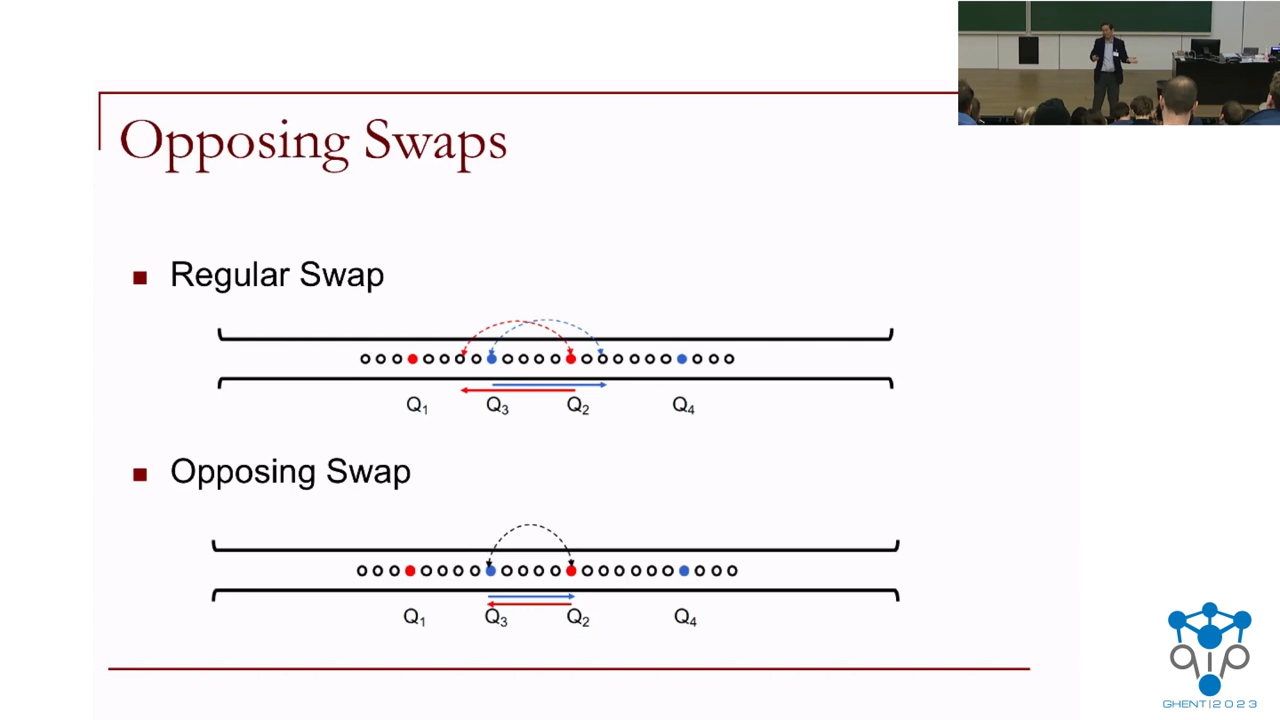 Opposing Swaps
Regular Swap
Q1 Q3 Q2 Q4
Opposing Swap
Q1 Q3 Q2 Q4
qip
GHENT|2023